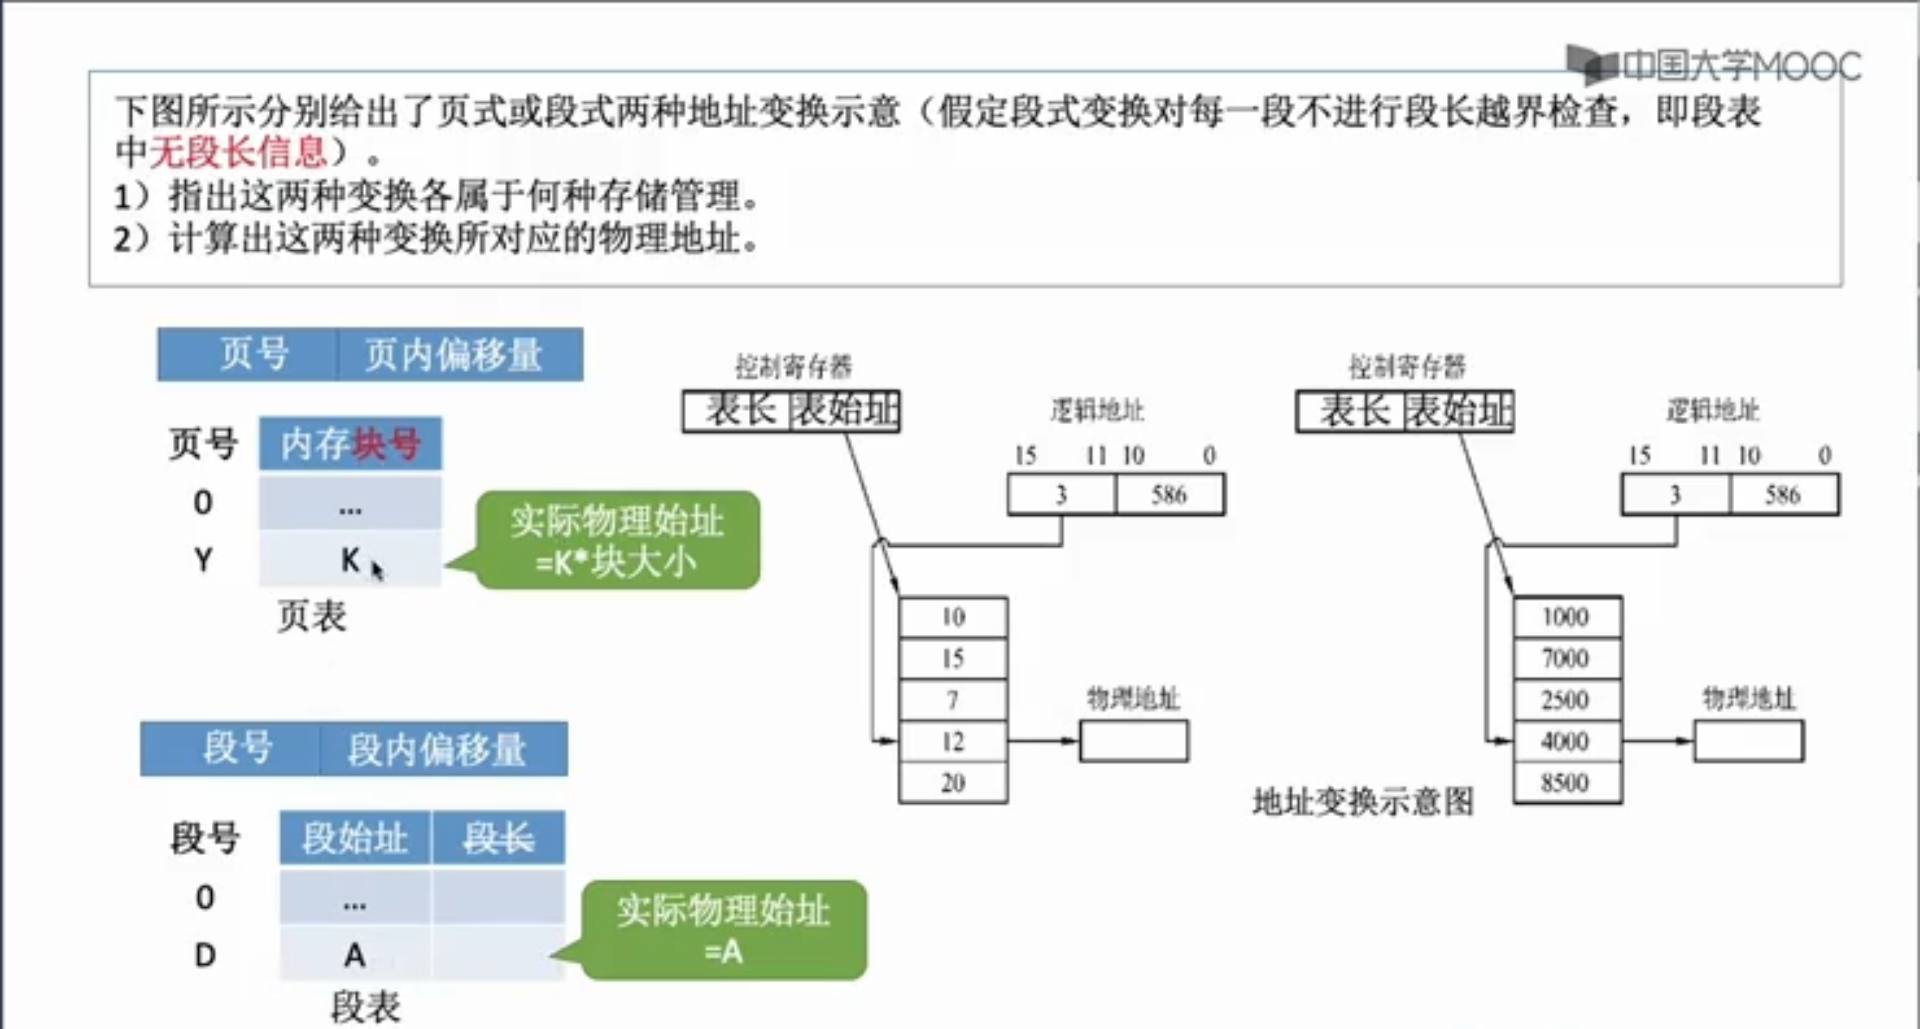 中国大学MOOC
下图所示分别给出了页式或段式两种地址变换示意（假定段式变换对每一段不进行段长越界检查，即段表
中无段长信息）。
1）指出这两种变换各属于何种存储管理。
2）计算出这两种变换所对应的物理地址。
页号 页内偏移量
页号 内存块号
0 ...
Y K
页表
实际物理始址
=K*块大小
段号 段内偏移量
段号 段始址 段长
0 ...
D A
段表
实际物理始址
=A
控制寄存器
表长 表始址
逻辑地址
15 11 10 0
3 586
10
15
7
12
20
物理地址
控制寄存器
表长 表始址
逻辑地址
15 11 10 0
3 586
1000
7000
2500
4000
8500
物理地址
地址变换示意图